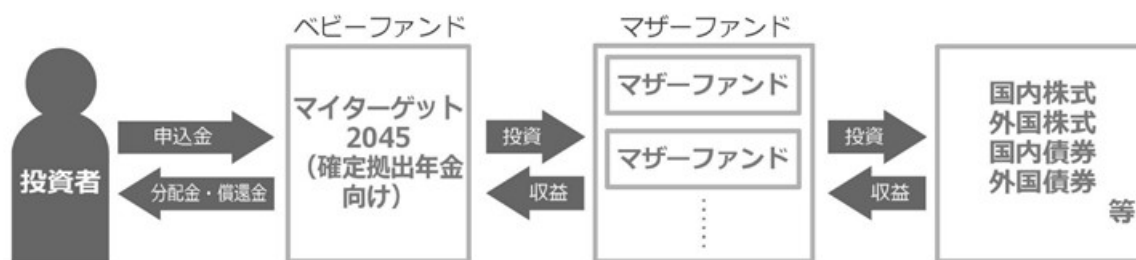 ベビーファンド
マザーファンド
投資者
申込金
分配金・償還金
マイターゲット
2045
（確定拠出年金
向け）
投資
収益
マザーファンド
マザーファンド
投資
収益
国内株式
外国株式
国内債券
外国債券
等